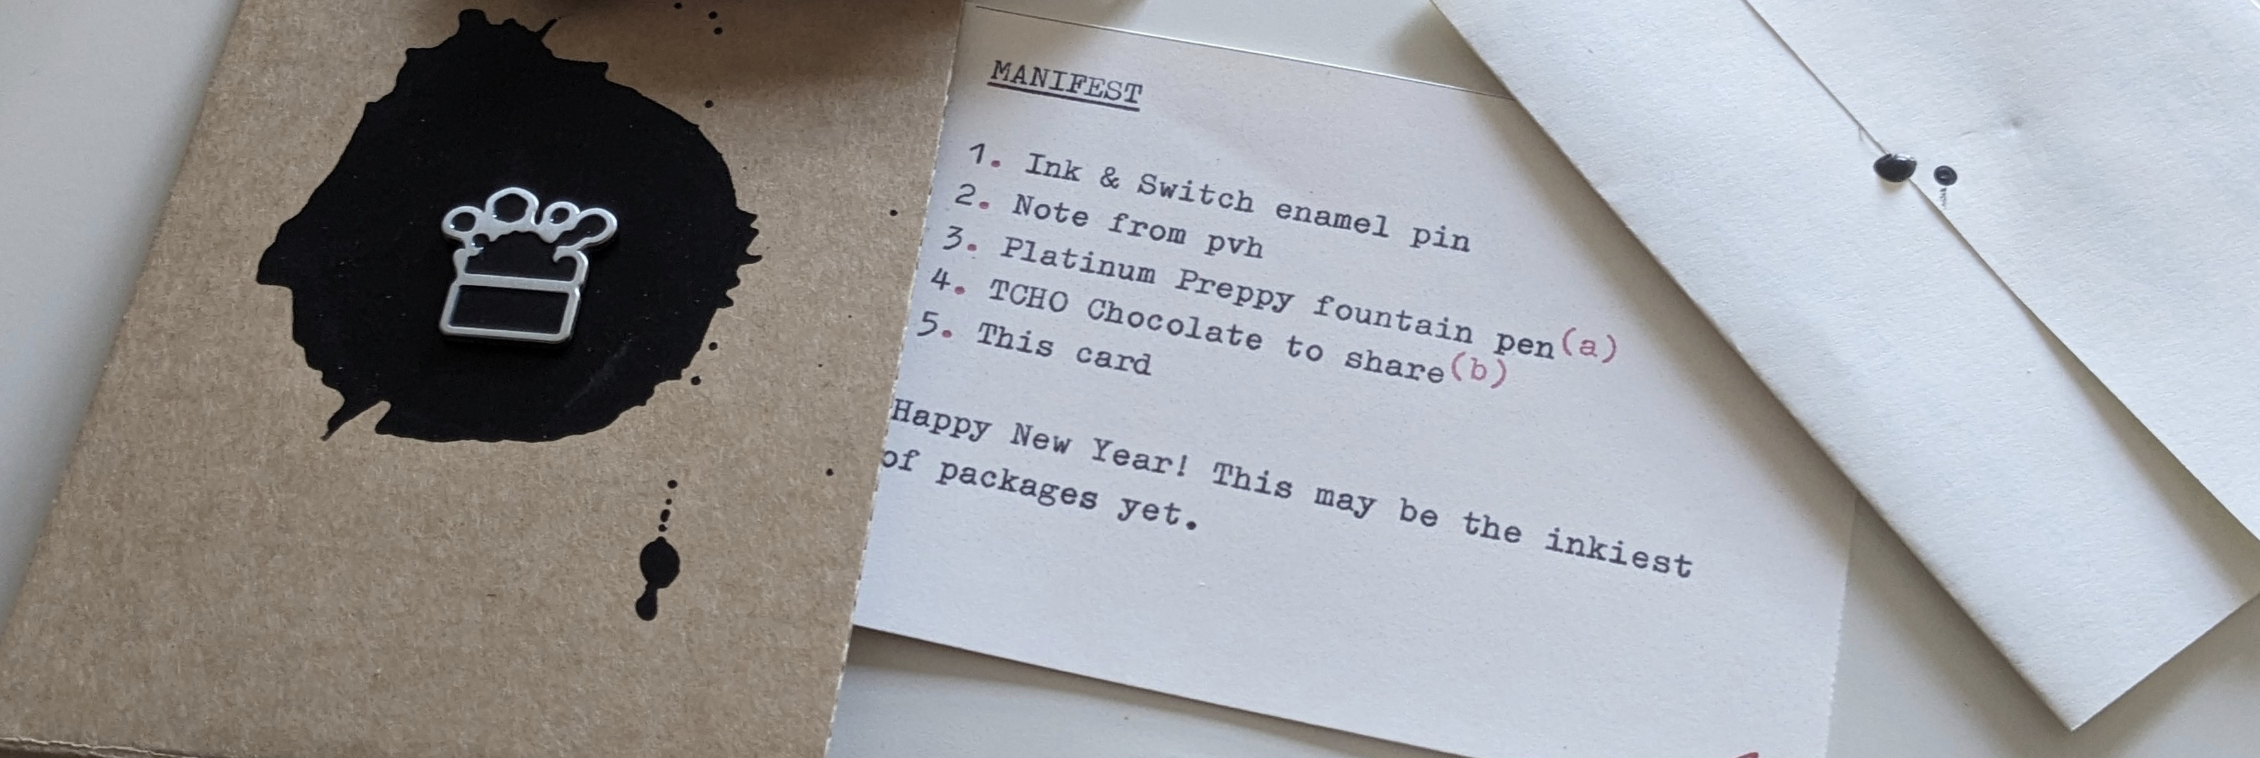 MANIFEST
1. Ink & Switch enamel pin
2. Note from pvh
3. Platinum Preppy fountain pen(a)
4. TCHO Chocolate to share(b)
5. This card
Happy New Year! This may be the inkiest
of packages yet.